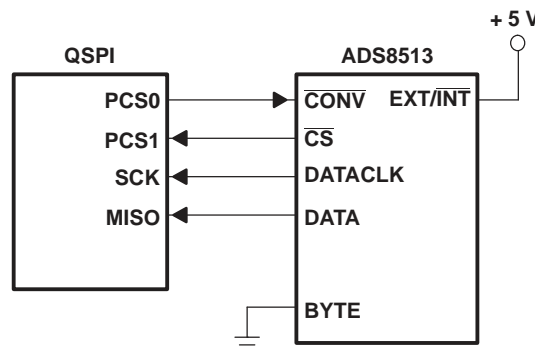 + 5 V
QSPI
ADS8513
PCS0
CONV
EXT/INT
PCS1
CS
SCK
DATACLK
MISO
DATA
BYTE